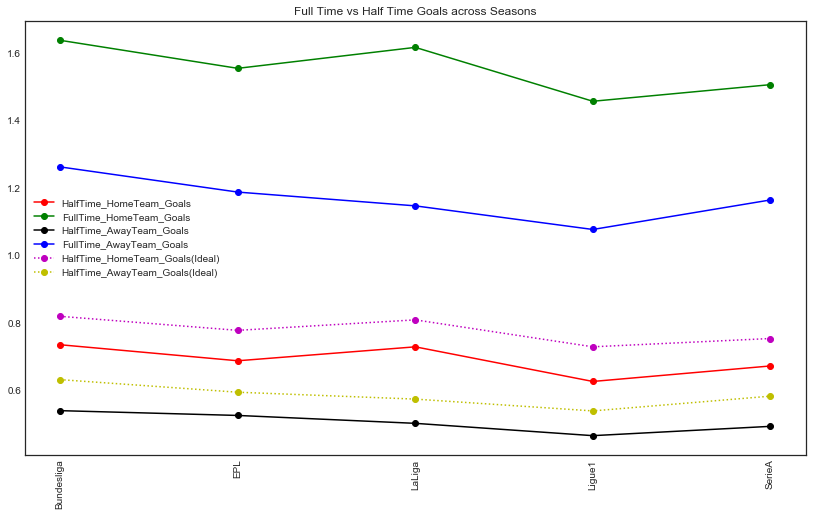 Full Time vs Half Time Goals across Seasons
1.6
1.4
1.2
1.0
0.8
0.6
HalfTime_HomeTeam_Goals
FullTime_HomeTeam_Goals
HalfTime_AwayTeam_Goals
FullTime_AwayTeam_Goals
HalfTime_HomeTeam_Goals(Ideal)
HalfTime_AwayTeam_Goals(Ideal)
Bundesliga
EPL
LaLiga
Ligue1
SerieA